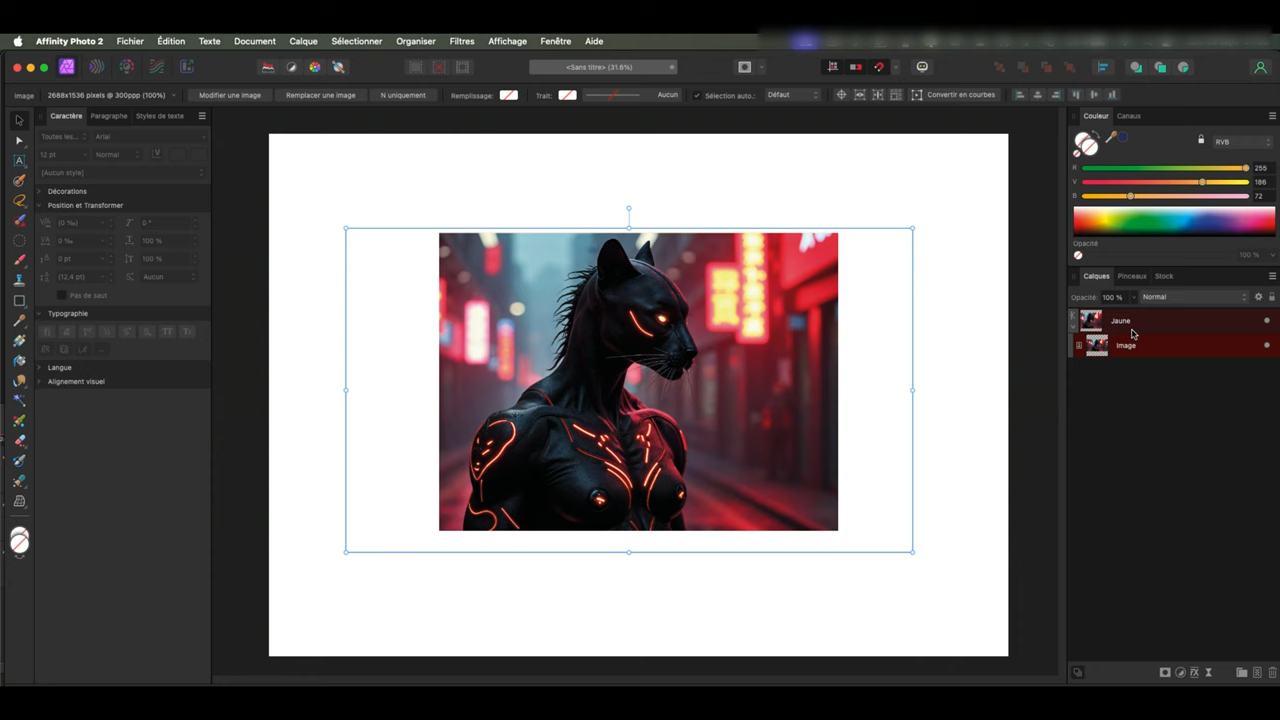 Affinity Photo 2 Fichier Édition Texte Document Calque Sélectionner Organiser Filtres Affichage Fenêtre Aide
<Sans titre> (31.6%)
Image 2688x1536 pixels @ 300ppp (100%) Modifier une image Remplacer une image N uniquement Remplissage: Trait: Aucun Sélection auto.: Défaut Convertir en courbes
Caractère Paragraphe Styles de texte
Toutes les... Arial
12 pt Normal
[Aucun style]
Décorations
Position et Transformer
(0 ‰) 0 °
0 ‰ 100 %
0 pt 100 %
(12,4 pt) Aucun
Pas de saut
Typographie
Langue
Alignement visuel
Couleur Canaux
RVB
R 255
V 186
B 72
Opacité
100 %
Calques Pinceaux Stock
Opacité: 100 % Normal
Jaune
Image